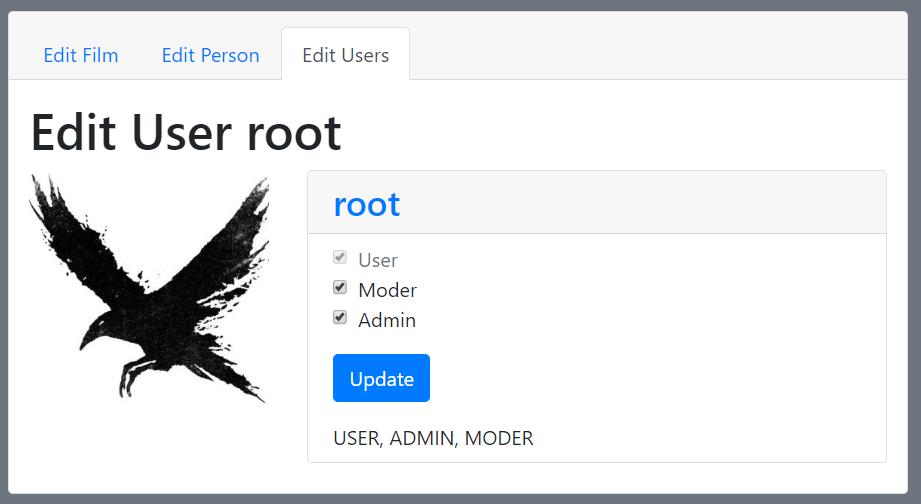 Edit Film Edit Person Edit Users
Edit User root
root
User
Moder
Admin
Update
USER, ADMIN, MODER